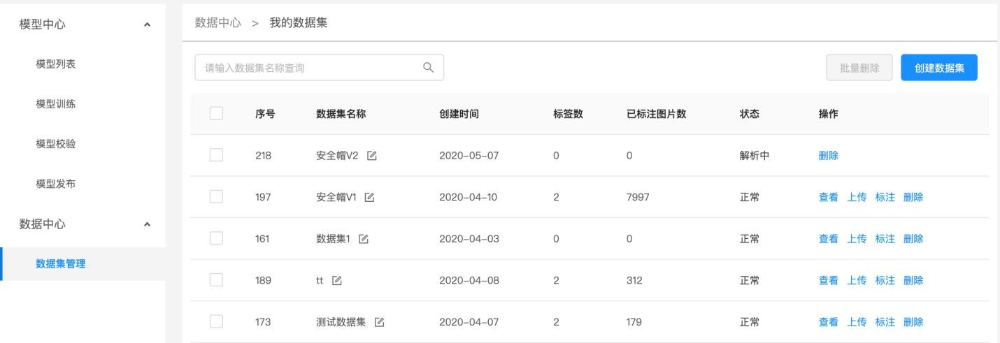 模型中心
模型列表
模型训练
模型校验
模型发布
数据中心
数据集管理
数据中心 > 我的数据集
请输入数据集名称查询
批量删除 创建数据集
序号 数据集名称 创建时间 标签数 已标注图片数 状态 操作
218 安全帽V2 2020-05-07 0 0 解析中 删除
197 安全帽V1 2020-04-10 2 7997 正常 查看 上传 标注 删除
161 数据集1 2020-04-03 0 0 正常 查看 上传 标注 删除
189 tt 2020-04-08 2 312 正常 查看 上传 标注 删除
173 测试数据集 2020-04-07 2 179 正常 查看 上传 标注 删除